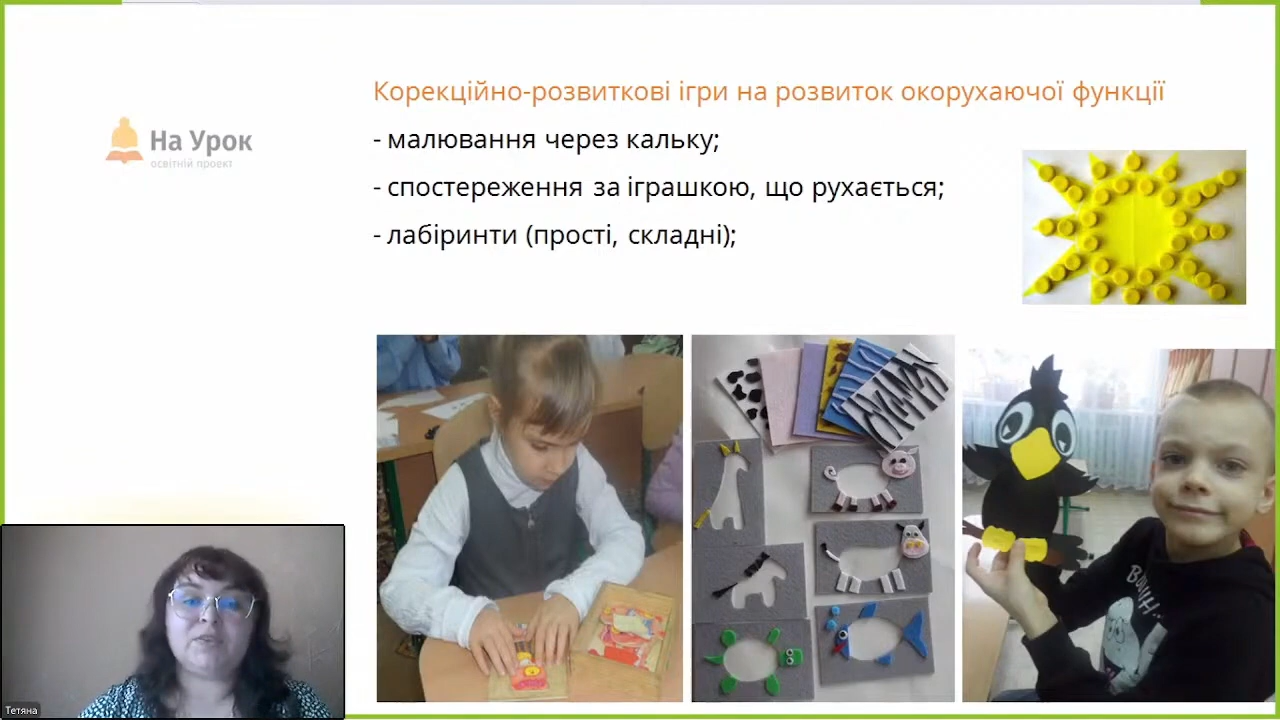 Корекційно-розвиткові ігри на розвиток окорухаючої функції
На Урок
освітній проект
- малювання через кальку;
- спостереження за іграшкою, що рухається;
- лабіринти (прості, складні);
Тетяна